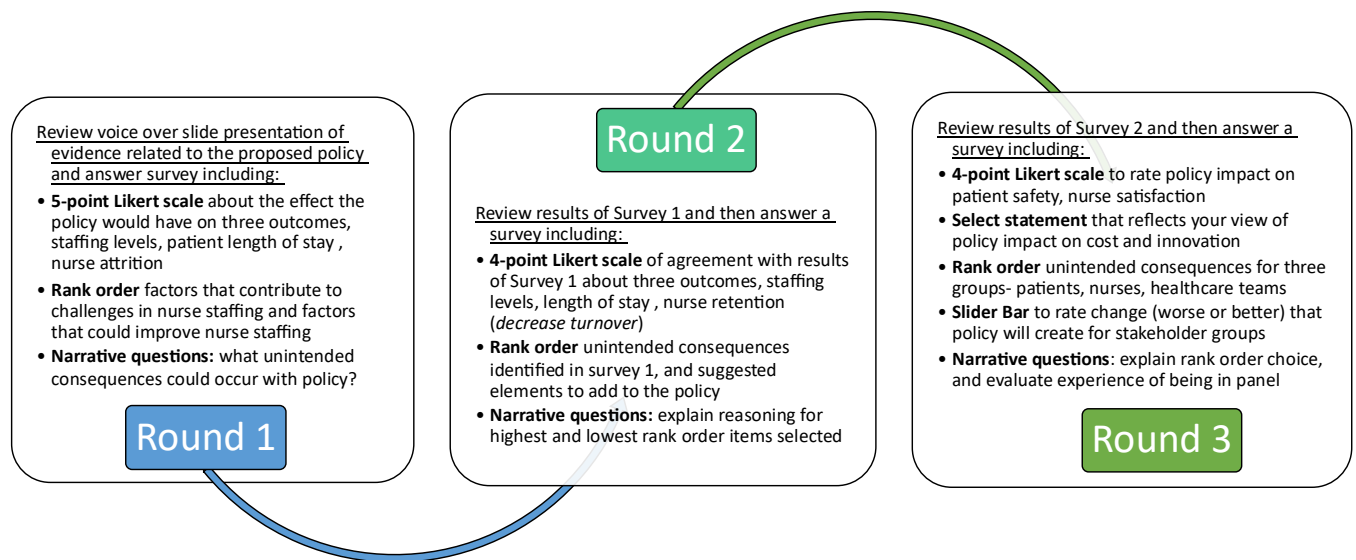 Review voice over slide presentation of
evidence related to the proposed policy
and answer survey including:
• 5-point Likert scale about the effect the
policy would have on three outcomes,
staffing levels, patient length of stay ,
nurse attrition
• Rank order factors that contribute to
challenges in nurse staffing and factors
that could improve nurse staffing
• Narrative questions: what unintended
consequences could occur with policy?
Round 1
Round 2
Review results of Survey 1 and then answer a
survey including:
• 4-point Likert scale of agreement with results
of Survey 1 about three outcomes, staffing
levels, length of stay , nurse retention
(decrease turnover)
• Rank order unintended consequences
identified in survey 1, and suggested
elements to add to the policy
• Narrative questions: explain reasoning for
highest and lowest rank order items selected
Review results of Survey 2 and then answer a
survey including:
• 4-point Likert scale to rate policy impact on
patient safety, nurse satisfaction
• Select statement that reflects your view of
policy impact on cost and innovation
• Rank order unintended consequences for three
groups- patients, nurses, healthcare teams
• Slider Bar to rate change (worse or better) that
policy will create for stakeholder groups
• Narrative questions: explain rank order choice,
and evaluate experience of being in panel
Round 3